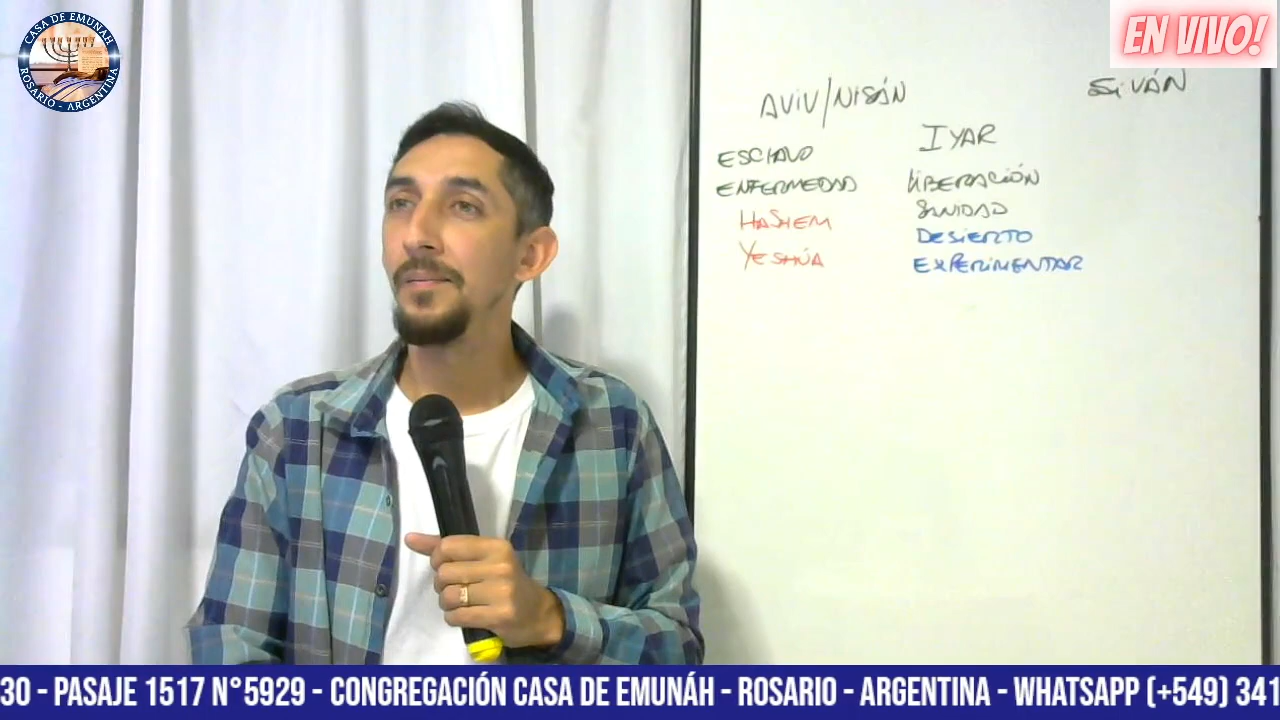 CASA DE EMUNAH
ROSARIO - ARGENTINA
EN VIVO!
AVIV/NISÁN
SiVÁN
IYAR
ESCLAVO
ENFERMEDAD
LIBERACIÓN
HASHEM
SANIDAD
YESHÚA
DESIERTO
EXPERIMENTAR
30 - PASAJE 1517 N°5929 - CONGREGACIÓN CASA DE EMUNÁH - ROSARIO - ARGENTINA - WHATSAPP (+549) 341